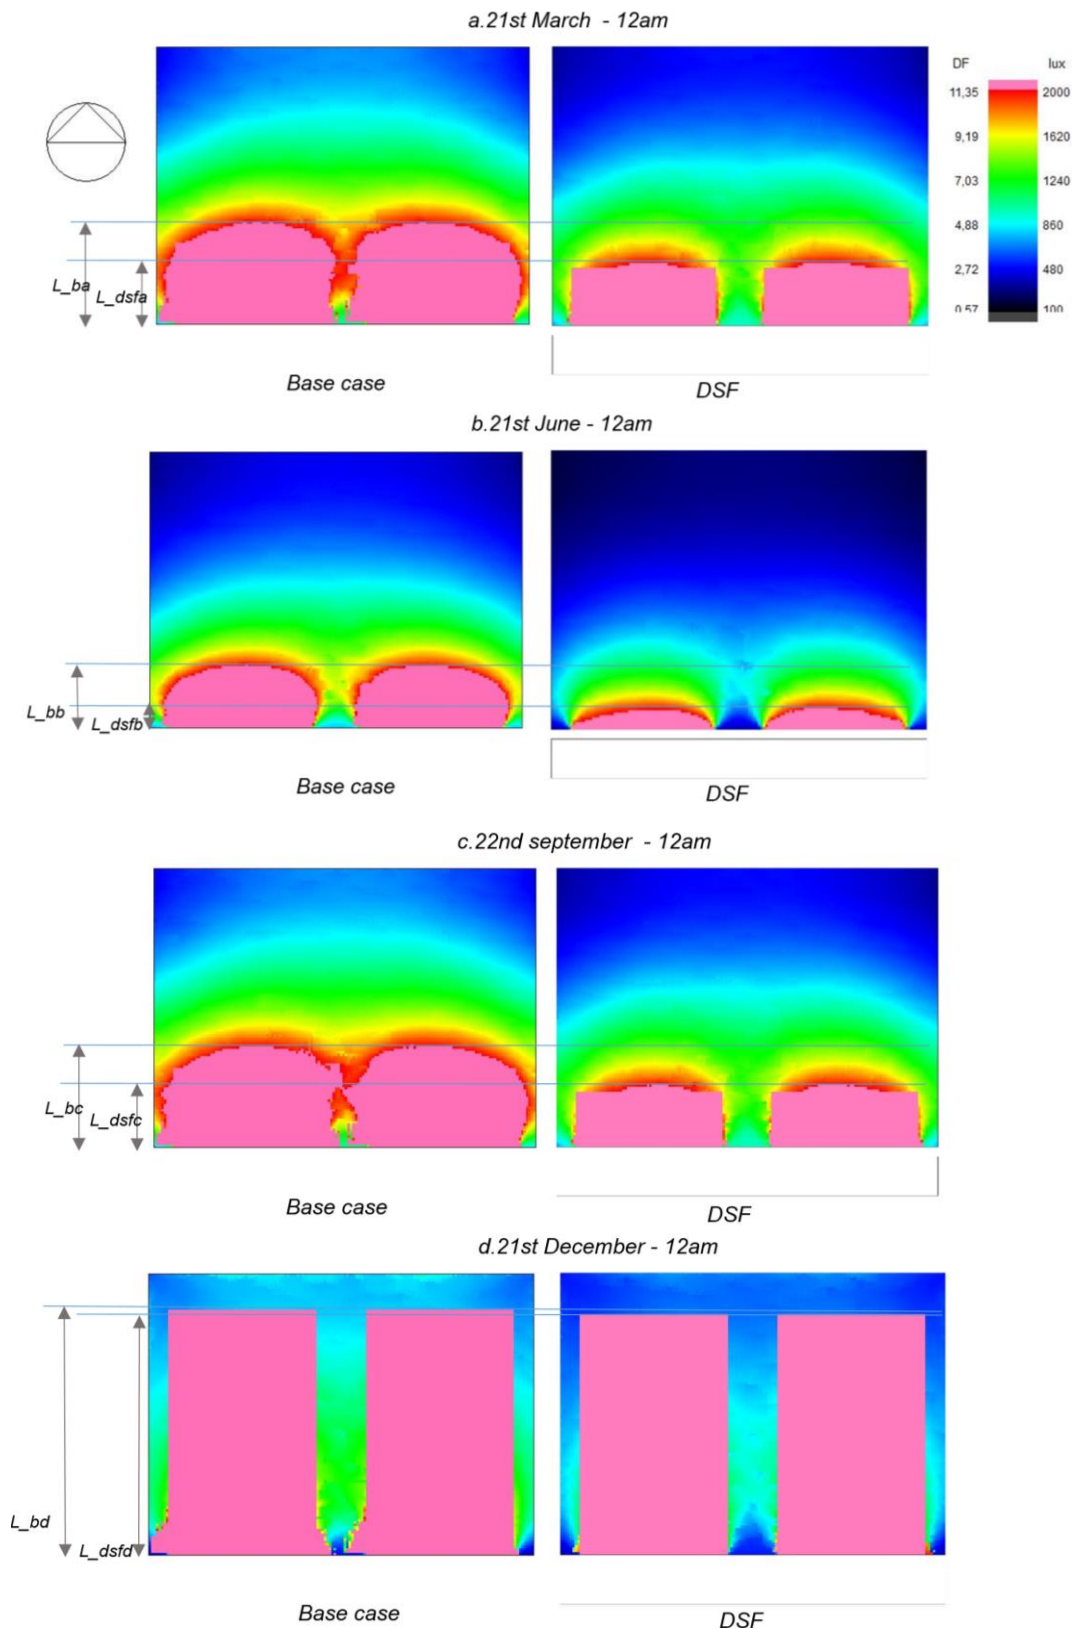 a.21st March - 12am
DF lux
11,35 2000
9,19 1620
7,03 1240
4,88 860
2,72 480
0.57 100
L_ba
L_dsfa
Base case
DSF
b.21st June - 12am
L_bb
L_dsfb
Base case
DSF
c.22nd september - 12am
L_bc
L_dsfc
Base case
DSF
d.21st December - 12am
L_bd
L_dsfd
Base case
DSF